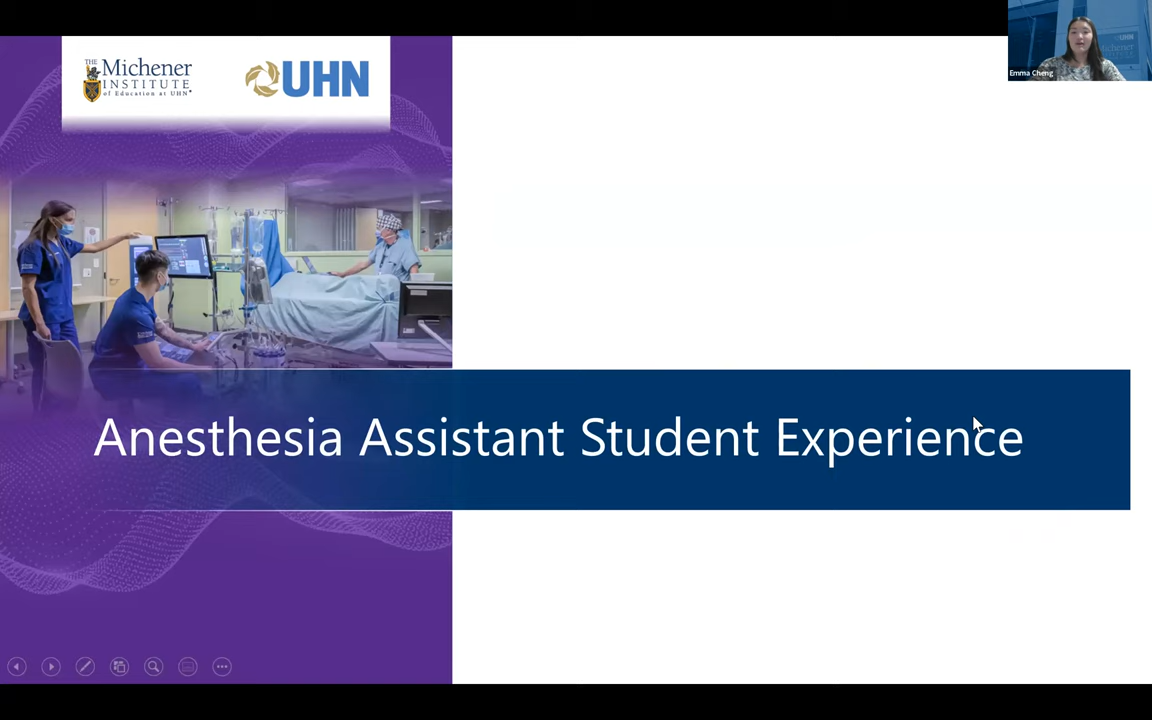 THE
Michener
INSTITUTE
of Education at UHN
UHN
Emma Cheng
Anesthesia Assistant Student Experience